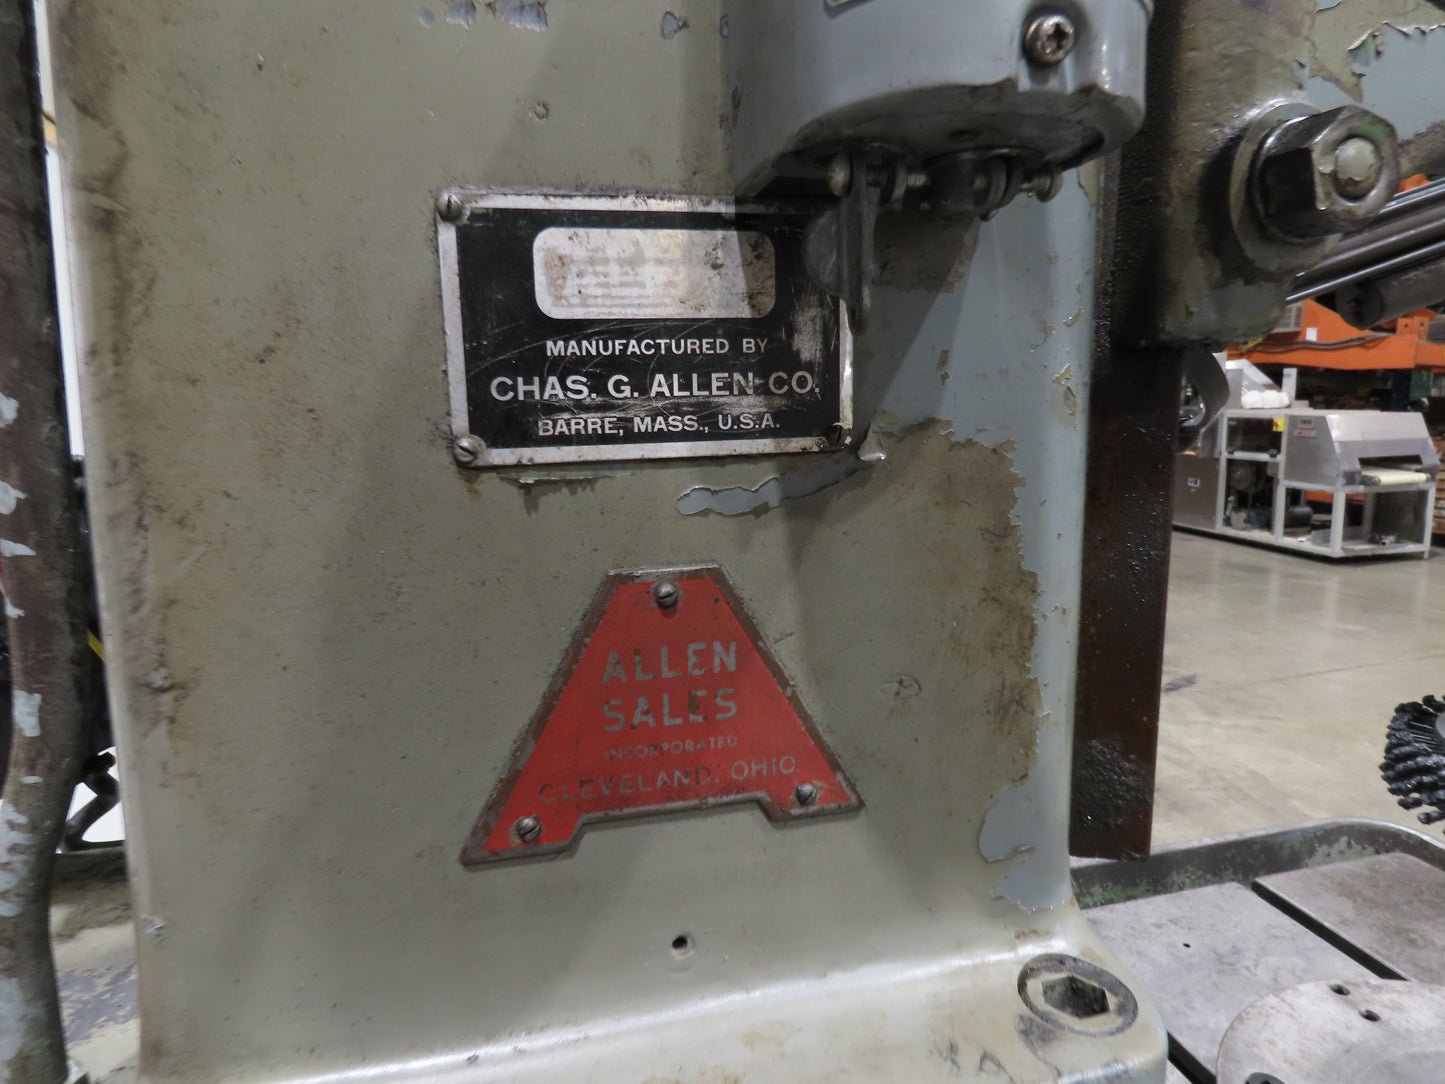 MANUFACTURED BY
CHAS. G. ALLEN CO.
BARRE, MASS., U.S.A.
ALLEN
SALES
INCORPORATED
CLEVELAND, OHIO